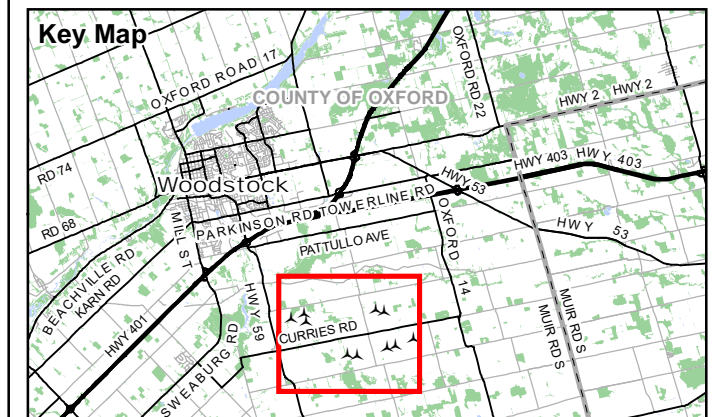 Key Map
OXFORD ROAD 17
COUNTY OF OXFORD
OXFORD RD 22
HWY 2
HWY 2
RD 74
HWY 403
HWY 403
HWY 53
Woodstock
RD 68
MILL ST
PARKINSON RD
TOWERLINE RD
OXFORD 14
HWY 53
PATTULLO AVE
BEACHVILLE RD
KARN RD
HWY 401
HWY 59
SWEABURG RD
CURRIES RD
MUIR RD S
MUIR RD S